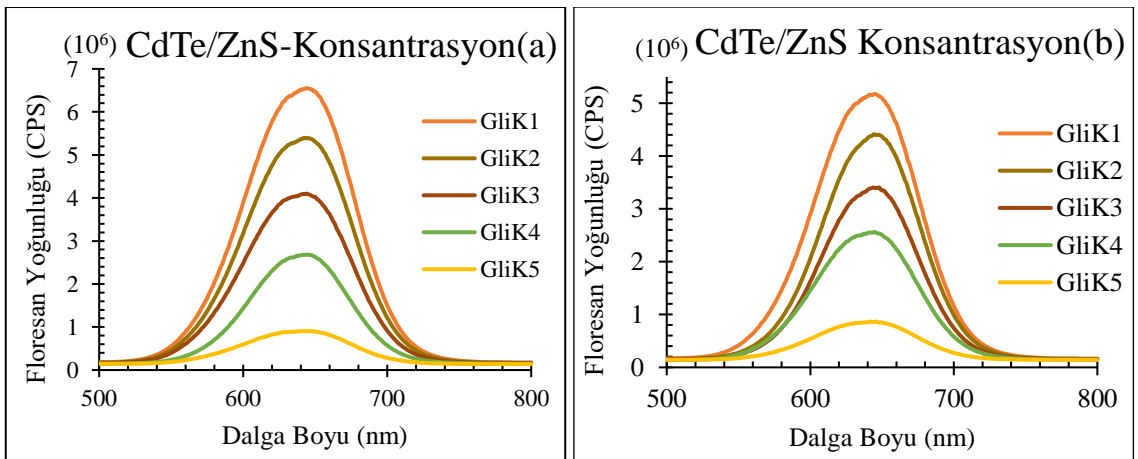 (10⁶) CdTe/ZnS-Konsantrasyon(a)
7
6
5
4
3
2
1
0
Floresan Yoğunluğu (CPS)
GliK1
GliK2
GliK3
GliK4
GliK5
500 600 700 800
Dalga Boyu (nm)
(10⁶) CdTe/ZnS Konsantrasyon(b)
5
4
3
2
1
0
Floresan Yoğunluğu (CPS)
GliK1
GliK2
GliK3
GliK4
GliK5
500 600 700 800
Dalga Boyu (nm)